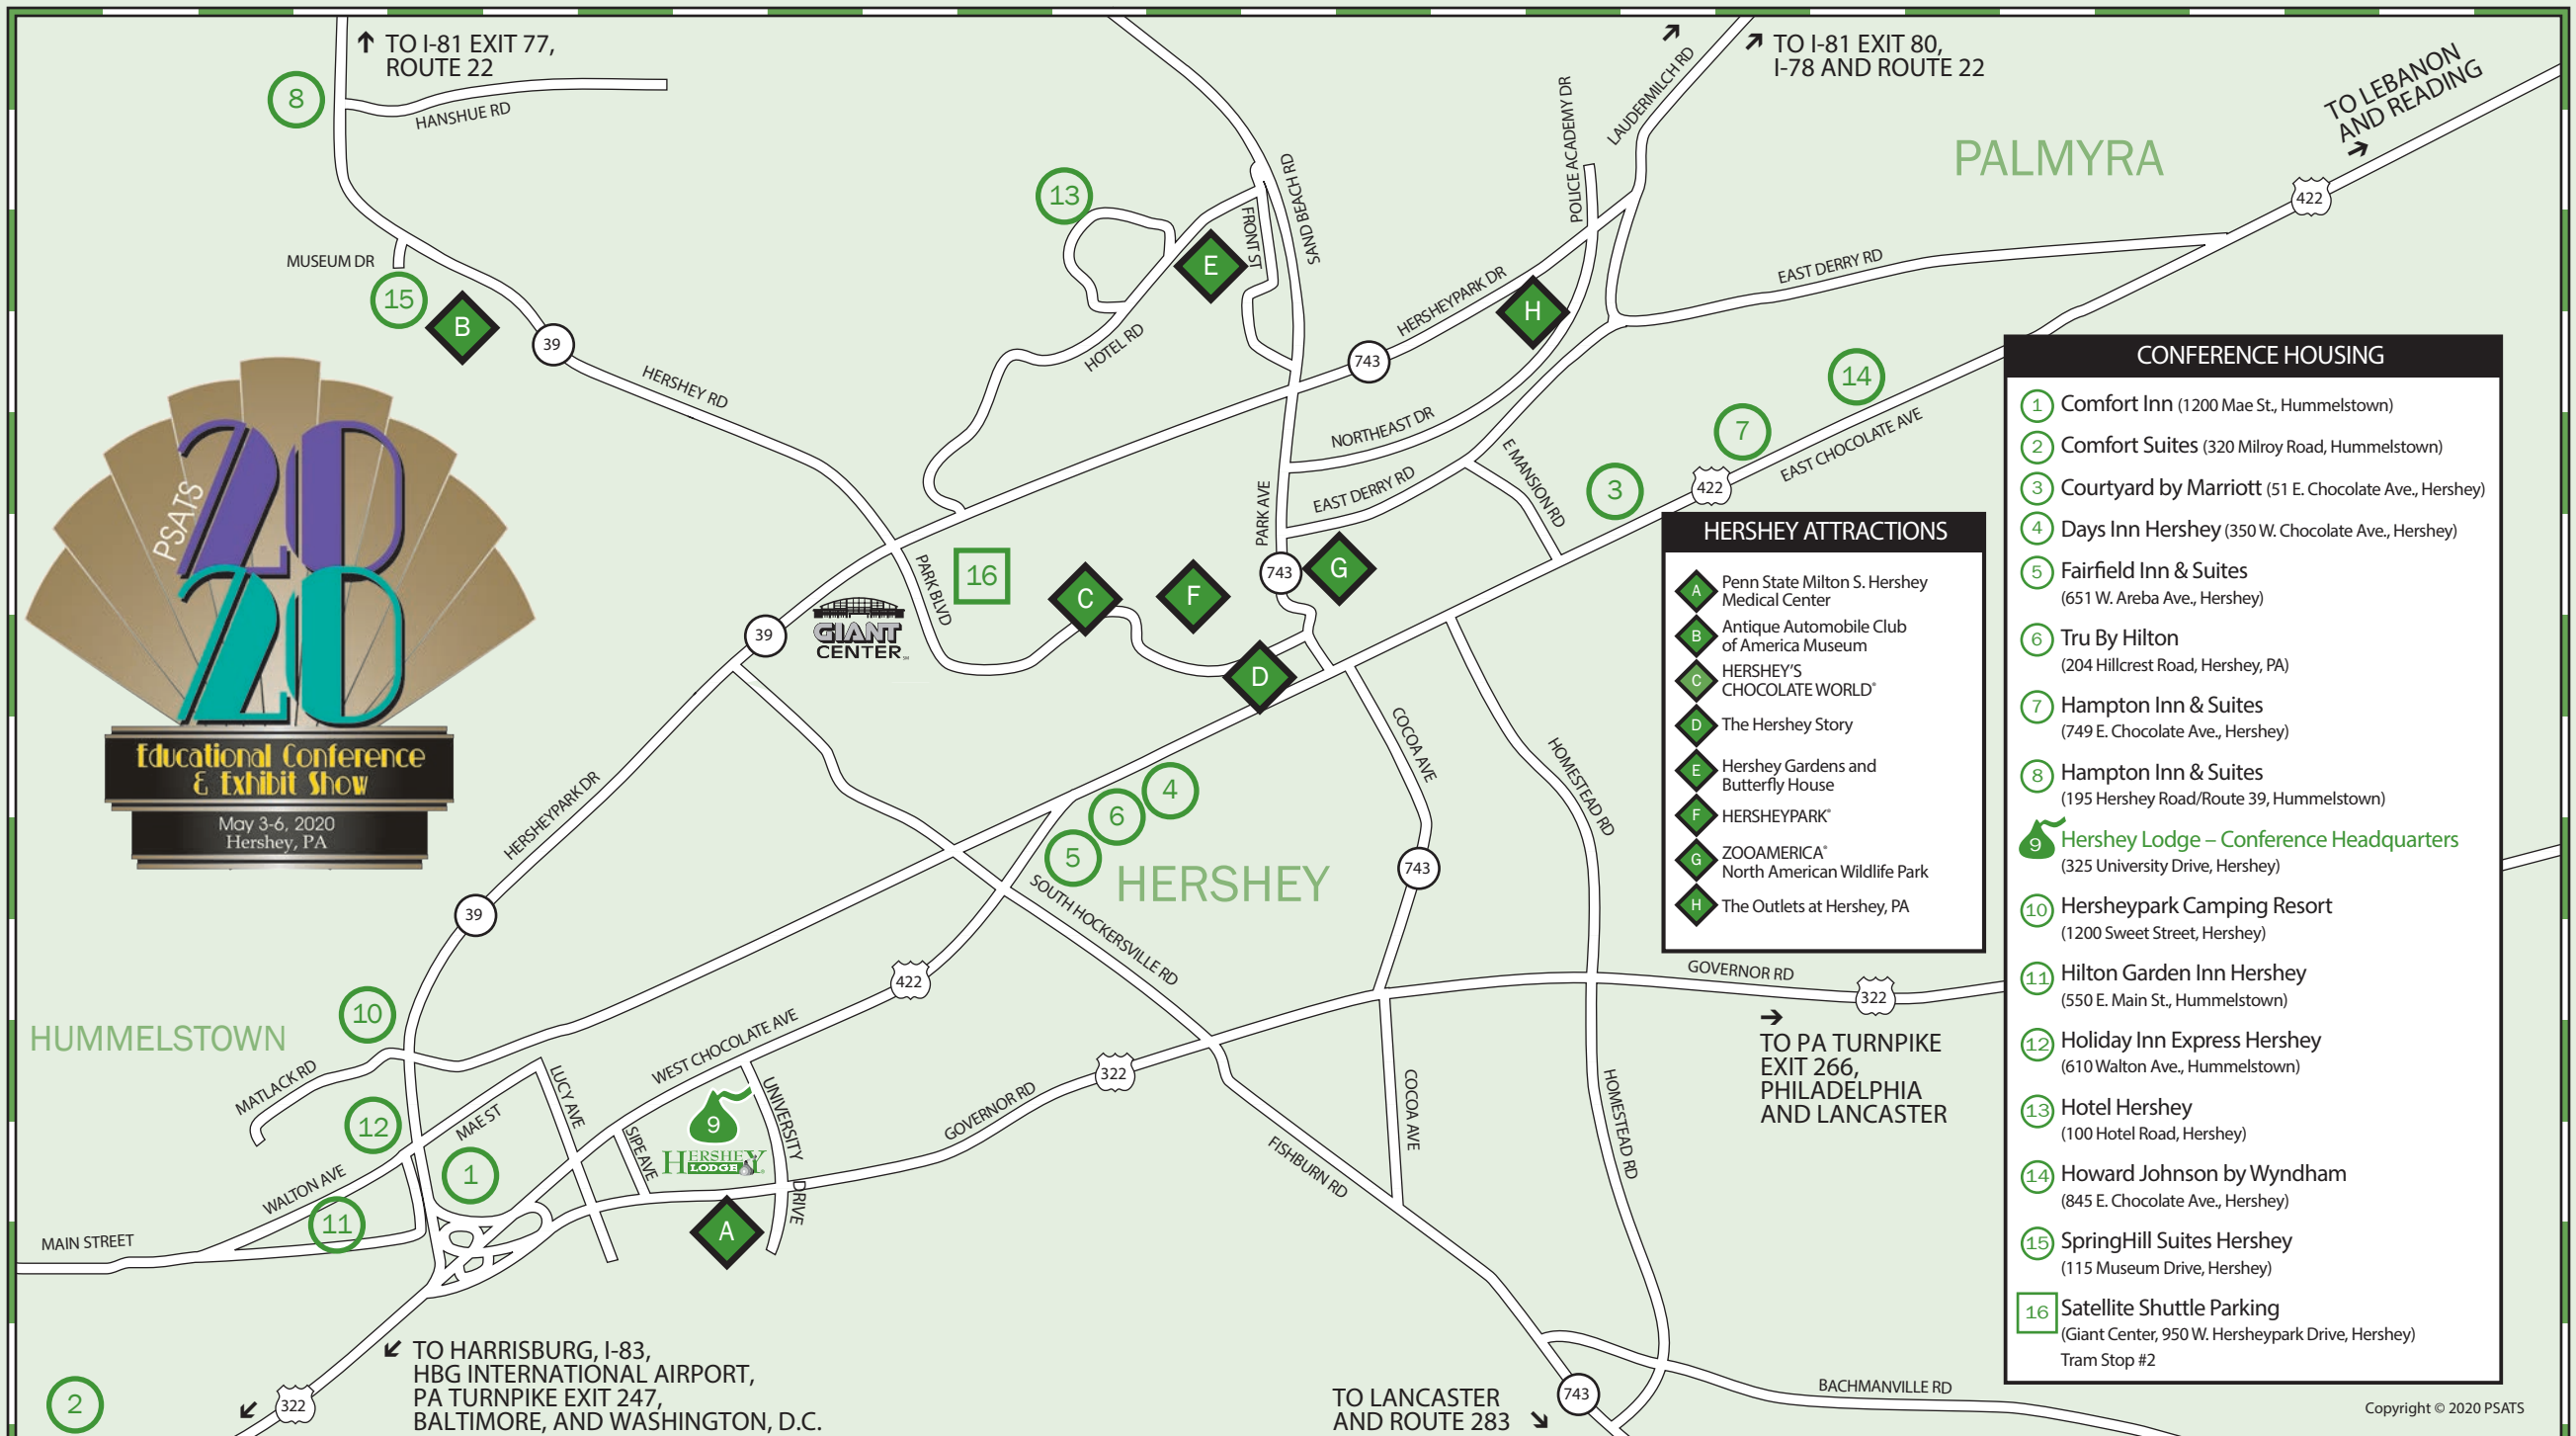 TO I-81 EXIT 77,
ROUTE 22
8
HANSHUE RD
MUSEUM DR
15
B
39
HERSHEY RD
13
E
FRONT ST
SAND BEACH RD
HOTEL RD
POLICE ACADEMY DR
LAUDERMILCH RD
TO I-81 EXIT 80,
I-78 AND ROUTE 22
PALMYRA
TO LEBANON
AND READING
422
EAST DERRY RD
HERSHEYPARK DR
743
H
NORTHEAST DR
EAST DERRY RD
E MANSION RD
PARK AVE
3
7
14
422
EAST CHOCOLATE AVE
PSATS
2020
Educational Conference
& Exhibit Show
May 3-6, 2020
Hershey, PA
39
GIANT
CENTER
PARK BLVD
16
C
F
743
G
D
HERSHEYPARK DR
39
COCOA AVE
HOMESTEAD RD
4
6
5
HERSHEY
743
SOUTH HOCKERSVILLE RD
422
10
HUMMELSTOWN
MATLACK RD
WEST CHOCOLATE AVE
12
MAE ST
LUCY AVE
1
SIPE AVE
9
HERSHEY
LODGE
UNIVERSITY
DRIVE
A
GOVERNOR RD
322
WALTON AVE
11
MAIN STREET
GOVERNOR RD
322
TO PA TURNPIKE
EXIT 266,
PHILADELPHIA
AND LANCASTER
COCOA AVE
HOMESTEAD RD
FISHBURN RD
TO HARRISBURG, I-83,
HBG INTERNATIONAL AIRPORT,
PA TURNPIKE EXIT 247,
BALTIMORE, AND WASHINGTON, D.C.
2
322
TO LANCASTER
AND ROUTE 283
743
BACHMANVILLE RD
HERSHEY ATTRACTIONS
A Penn State Milton S. Hershey
Medical Center
B Antique Automobile Club
of America Museum
C HERSHEY'S
CHOCOLATE WORLD®
D The Hershey Story
E Hershey Gardens and
Butterfly House
F HERSHEYPARK®
G ZOOAMERICA®
North American Wildlife Park
H The Outlets at Hershey, PA
CONFERENCE HOUSING
1 Comfort Inn (1200 Mae St., Hummelstown)
2 Comfort Suites (320 Milroy Road, Hummelstown)
3 Courtyard by Marriott (51 E. Chocolate Ave., Hershey)
4 Days Inn Hershey (350 W. Chocolate Ave., Hershey)
5 Fairfield Inn & Suites
(651 W. Areba Ave., Hershey)
6 Tru By Hilton
(204 Hillcrest Road, Hershey, PA)
7 Hampton Inn & Suites
(749 E. Chocolate Ave., Hershey)
8 Hampton Inn & Suites
(195 Hershey Road/Route 39, Hummelstown)
9 Hershey Lodge – Conference Headquarters
(325 University Drive, Hershey)
10 Hersheypark Camping Resort
(1200 Sweet Street, Hershey)
11 Hilton Garden Inn Hershey
(550 E. Main St., Hummelstown)
12 Holiday Inn Express Hershey
(610 Walton Ave., Hummelstown)
13 Hotel Hershey
(100 Hotel Road, Hershey)
14 Howard Johnson by Wyndham
(845 E. Chocolate Ave., Hershey)
15 SpringHill Suites Hershey
(115 Museum Drive, Hershey)
16 Satellite Shuttle Parking
(Giant Center, 950 W. Hersheypark Drive, Hershey)
Tram Stop #2
Copyright © 2020 PSATS